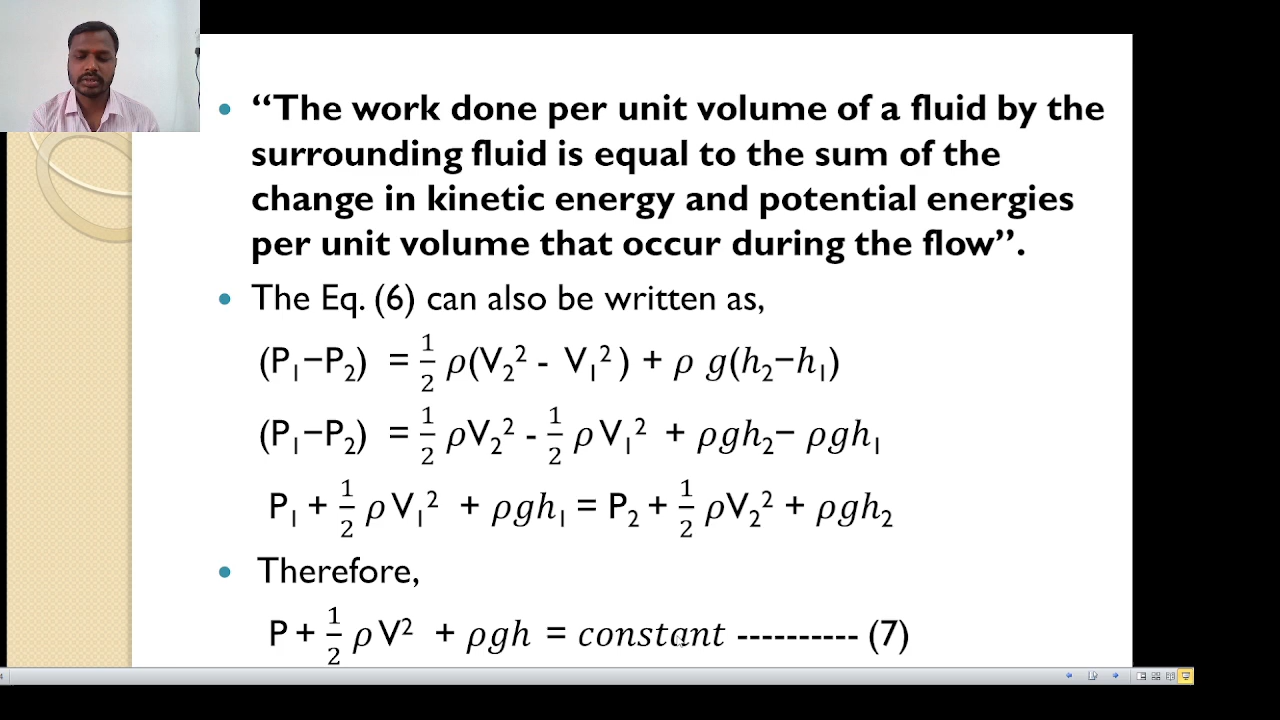 “The work done per unit volume of a fluid by the
surrounding fluid is equal to the sum of the
change in kinetic energy and potential energies
per unit volume that occur during the flow”.
The Eq. (6) can also be written as,
(P₁−P₂) = ½ ρ(V₂² - V₁²) + ρ g(h₂−h₁)
(P₁−P₂) = ½ ρV₂² - ½ ρ V₁² + ρgh₂− ρgh₁
P₁ + ½ ρ V₁² + ρgh₁ = P₂ + ½ ρV₂² + ρgh₂
Therefore,
P + ½ ρ V² + ρgh = constant ---------- (7)